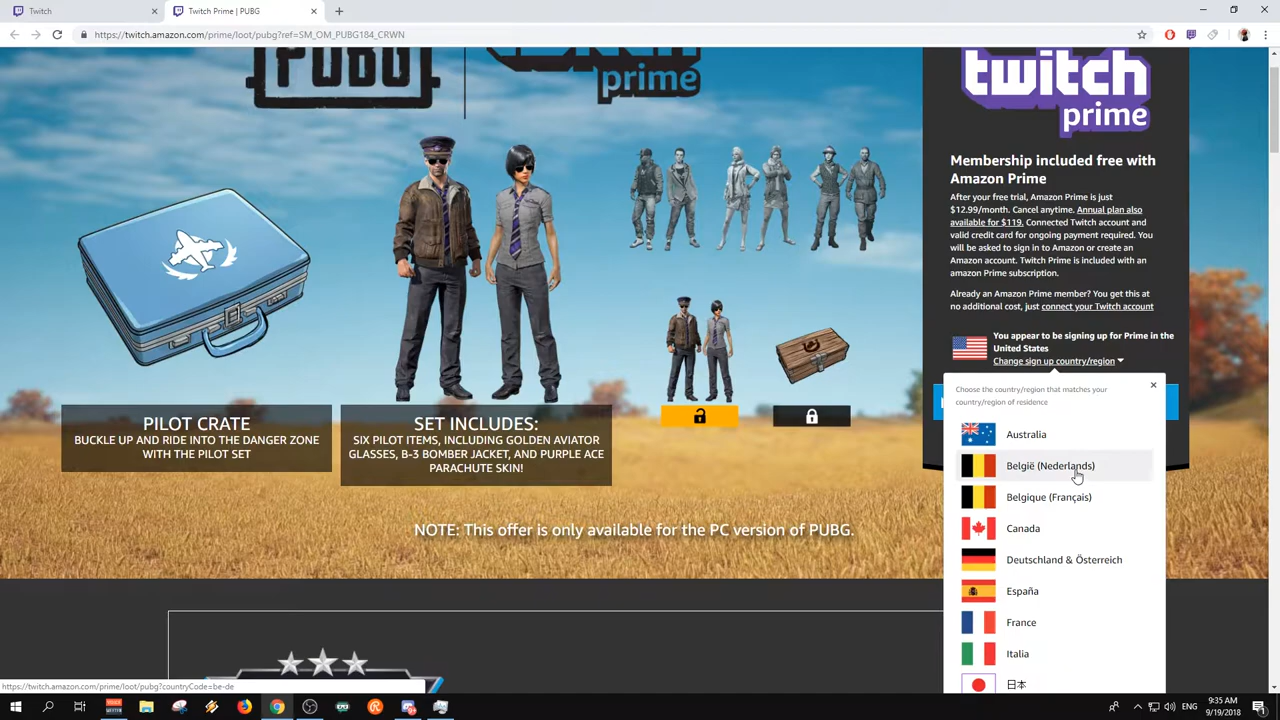 Twitch
Twitch Prime | PUBG
https://twitch.amazon.com/prime/loot/pubg?ref=SM_OM_PUBG184_CRWN
PUBG
prime
twitch
prime
Membership included free with
Amazon Prime
After your free trial, Amazon Prime is just
$12.99/month. Cancel anytime. Annual plan also
available for $119. Connected Twitch account and
valid credit card for ongoing payment required. You
will be asked to sign in to Amazon or create an
Amazon account. Twitch Prime is included with an
amazon Prime subscription.
Already an Amazon Prime member? You get this at
no additional cost, just connect your Twitch account
You appear to be signing up for Prime in the
United States
Change sign up country/region
Choose the country/region that matches your
country/region of residence
Australia
België (Nederlands)
Belgique (Français)
Canada
Deutschland & Österreich
España
France
Italia
日本
PILOT CRATE
BUCKLE UP AND RIDE INTO THE DANGER ZONE
WITH THE PILOT SET
SET INCLUDES:
SIX PILOT ITEMS, INCLUDING GOLDEN AVIATOR
GLASSES, B-3 BOMBER JACKET, AND PURPLE ACE
PARACHUTE SKIN!
NOTE: This offer is only available for the PC version of PUBG.
https://twitch.amazon.com/prime/loot/pubg?countryCode=be-de
9:35 AM
9/19/2018